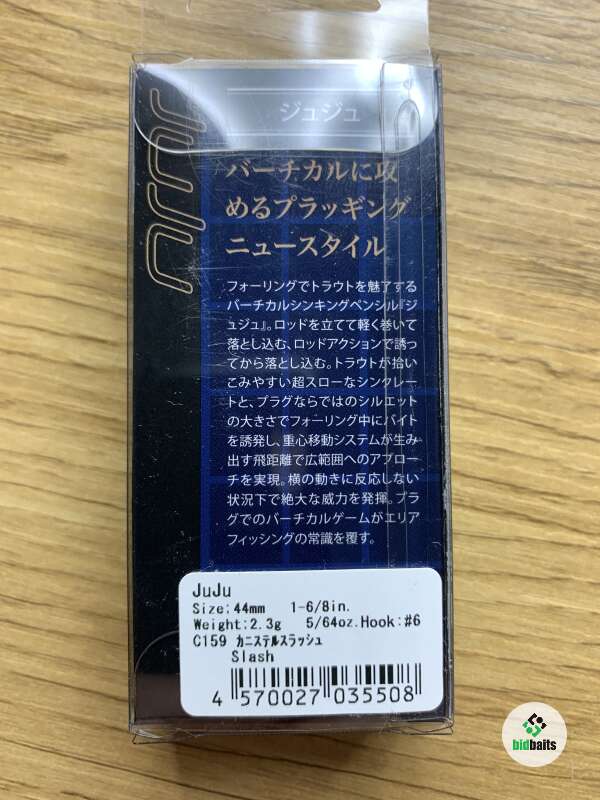 JUJU
ジュジュ
バーチカルに攻
めるプラッギング
ニュースタイル
フォーリングでトラウトを魅了する
バーチカルシンキングペンシル『ジ
ュジュ』。ロッドを立てて軽く巻いて
落とし込む、ロッドアクションで誘っ
てから落とし込む。トラウトが拾い
こみやすい超スローなシンクレー
トと、プラグならではのシルエット
の大きさでフォーリング中にバイト
を誘発し、重心移動システムが生み
出す飛距離で広範囲へのアプロー
チを実現。横の動きに反応しない
状況下で絶大な威力を発揮。プラ
グでのバーチカルゲームがエリア
フィッシングの常識を覆す。
JuJu
Size:44mm 1-6/8in.
Weight:2.3g 5/64oz.Hook:#6
C159 ｶﾆｽﾃﾙｽﾗｯｼｭ
Slash
4 570027 035508
bidbaits